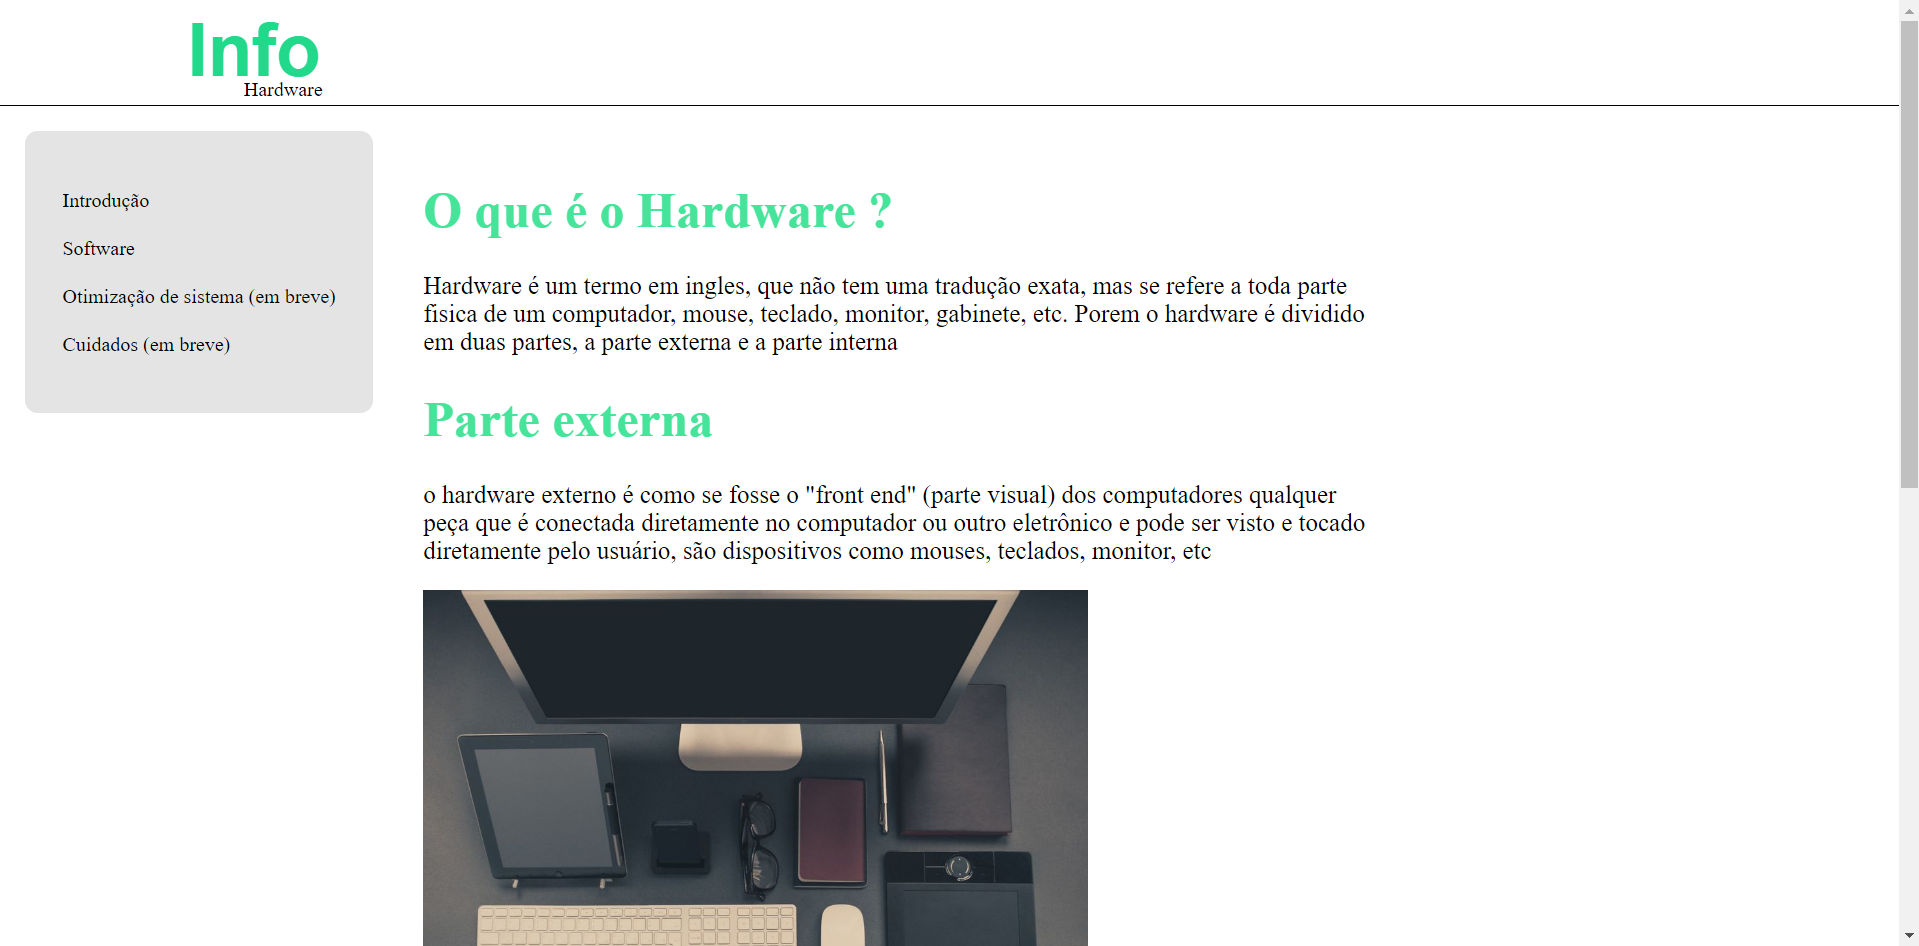 Info
Hardware
Introdução
Software
Otimização de sistema (em breve)
Cuidados (em breve)
O que é o Hardware ?
Hardware é um termo em ingles, que não tem uma tradução exata, mas se refere a toda parte
fisica de um computador, mouse, teclado, monitor, gabinete, etc. Porem o hardware é dividido
em duas partes, a parte externa e a parte interna
Parte externa
o hardware externo é como se fosse o "front end" (parte visual) dos computadores qualquer
peça que é conectada diretamente no computador ou outro eletrônico e pode ser visto e tocado
diretamente pelo usuário, são dispositivos como mouses, teclados, monitor, etc